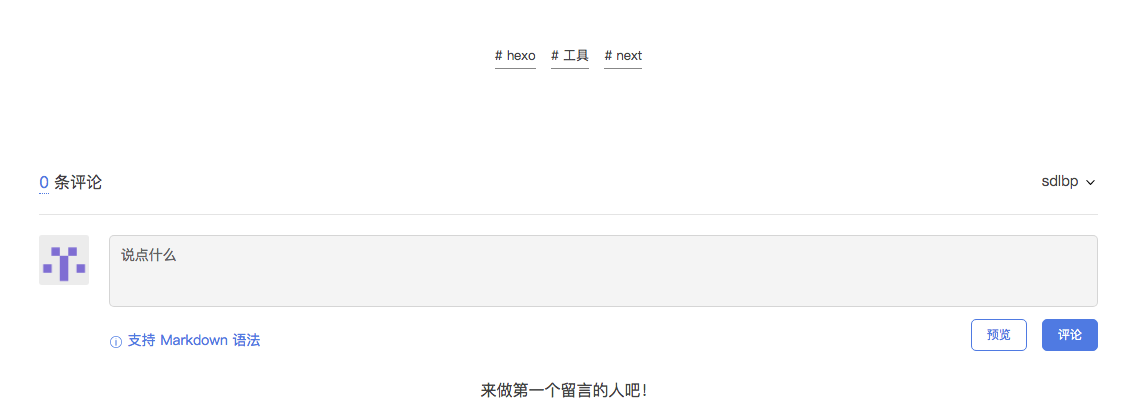 # hexo # 工具 # next
0 条评论 sdlbp
说点什么
支持 Markdown 语法 预览 评论
来做第一个留言的人吧！